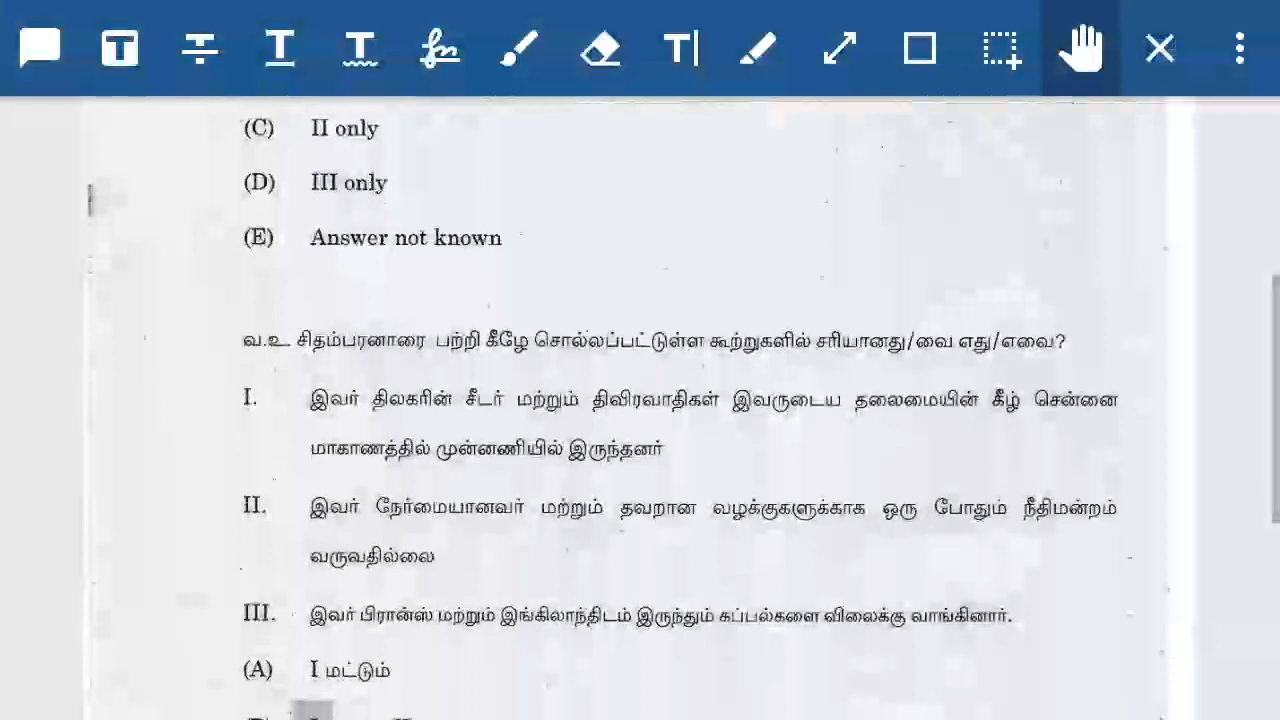 (C) II only
(D) III only
(E) Answer not known
வ.உ. சிதம்பரனாரை பற்றி கீழே சொல்லப்பட்டுள்ள கூற்றுகளில் சரியானது/வை எது/எவை?
I. இவர் திலகரின் சீடர் மற்றும் திவிரவாதிகள் இவருடைய தலைமையின் கீழ் சென்னை
மாகாணத்தில் முன்னணியில் இருந்தனர்
II. இவர் நேர்மையானவர் மற்றும் தவறான வழக்குகளுக்காக ஒரு போதும் நீதிமன்றம்
வருவதில்லை
III. இவர் பிரான்ஸ் மற்றும் இங்கிலாந்திடம் இருந்தும் கப்பல்களை விலைக்கு வாங்கினார்.
(A) I மட்டும்